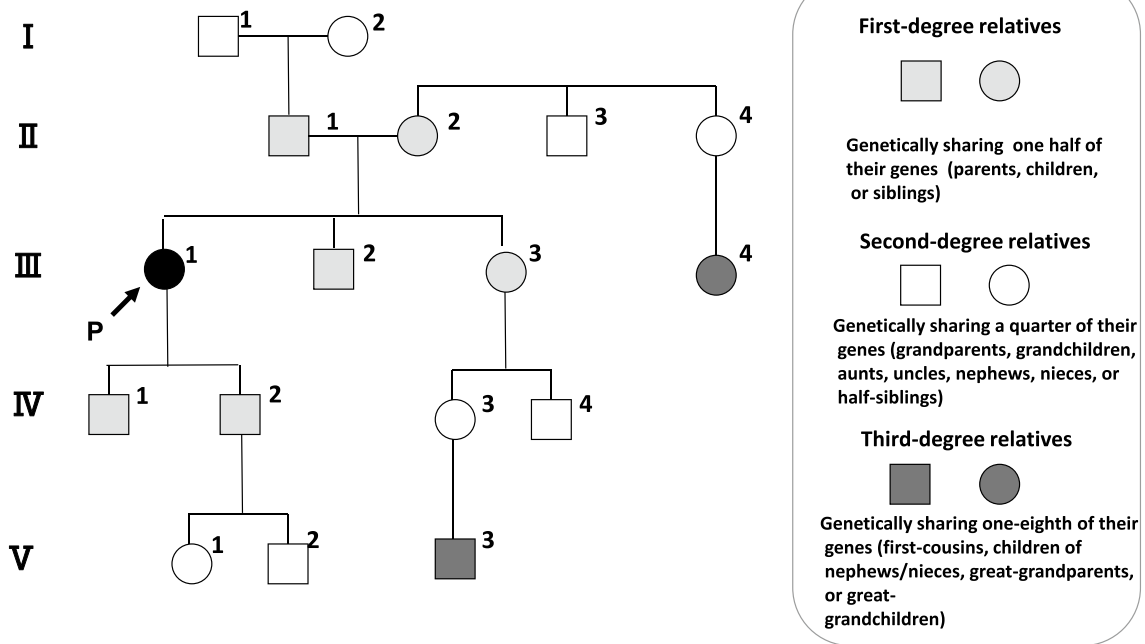 I
1
2
II
1
2
3
4
III
1
2
3
4
P
IV
1
2
3
4
V
1
2
3
First-degree relatives
Genetically sharing one half of
their genes (parents, children,
or siblings)
Second-degree relatives
Genetically sharing a quarter of their
genes (grandparents, grandchildren,
aunts, uncles, nephews, nieces, or
half-siblings)
Third-degree relatives
Genetically sharing one-eighth of their
genes (first-cousins, children of
nephews/nieces, great-grandparents,
or great-
grandchildren)